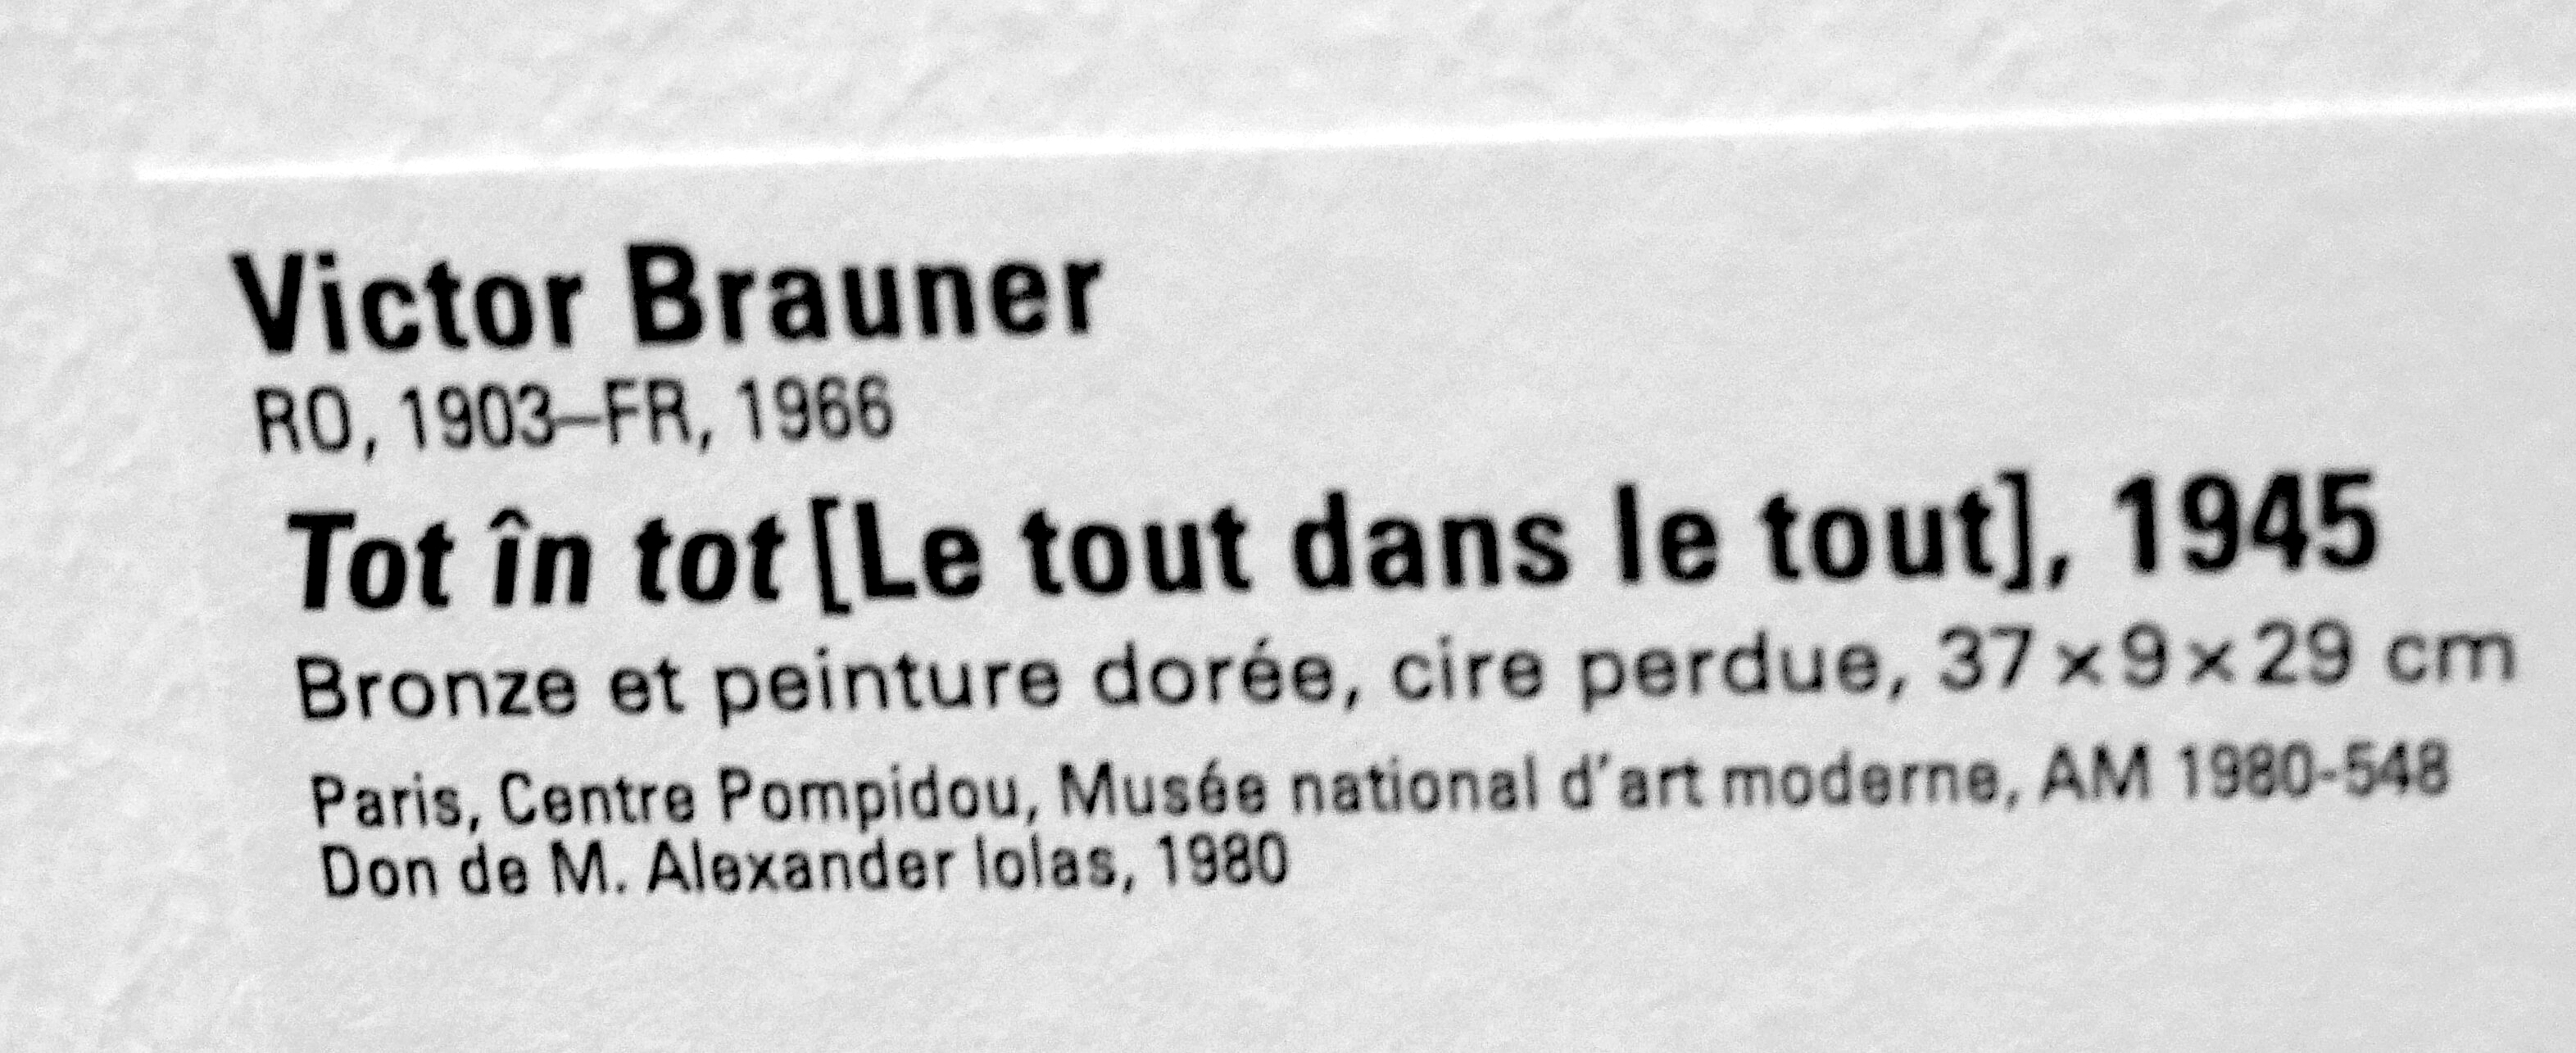 Victor Brauner
RO, 1903–FR, 1966
Tot în tot [Le tout dans le tout], 1945
Bronze et peinture dorée, cire perdue, 37 × 9 × 29 cm
Paris, Centre Pompidou, Musée national d'art moderne, AM 1980-548
Don de M. Alexander Iolas, 1980